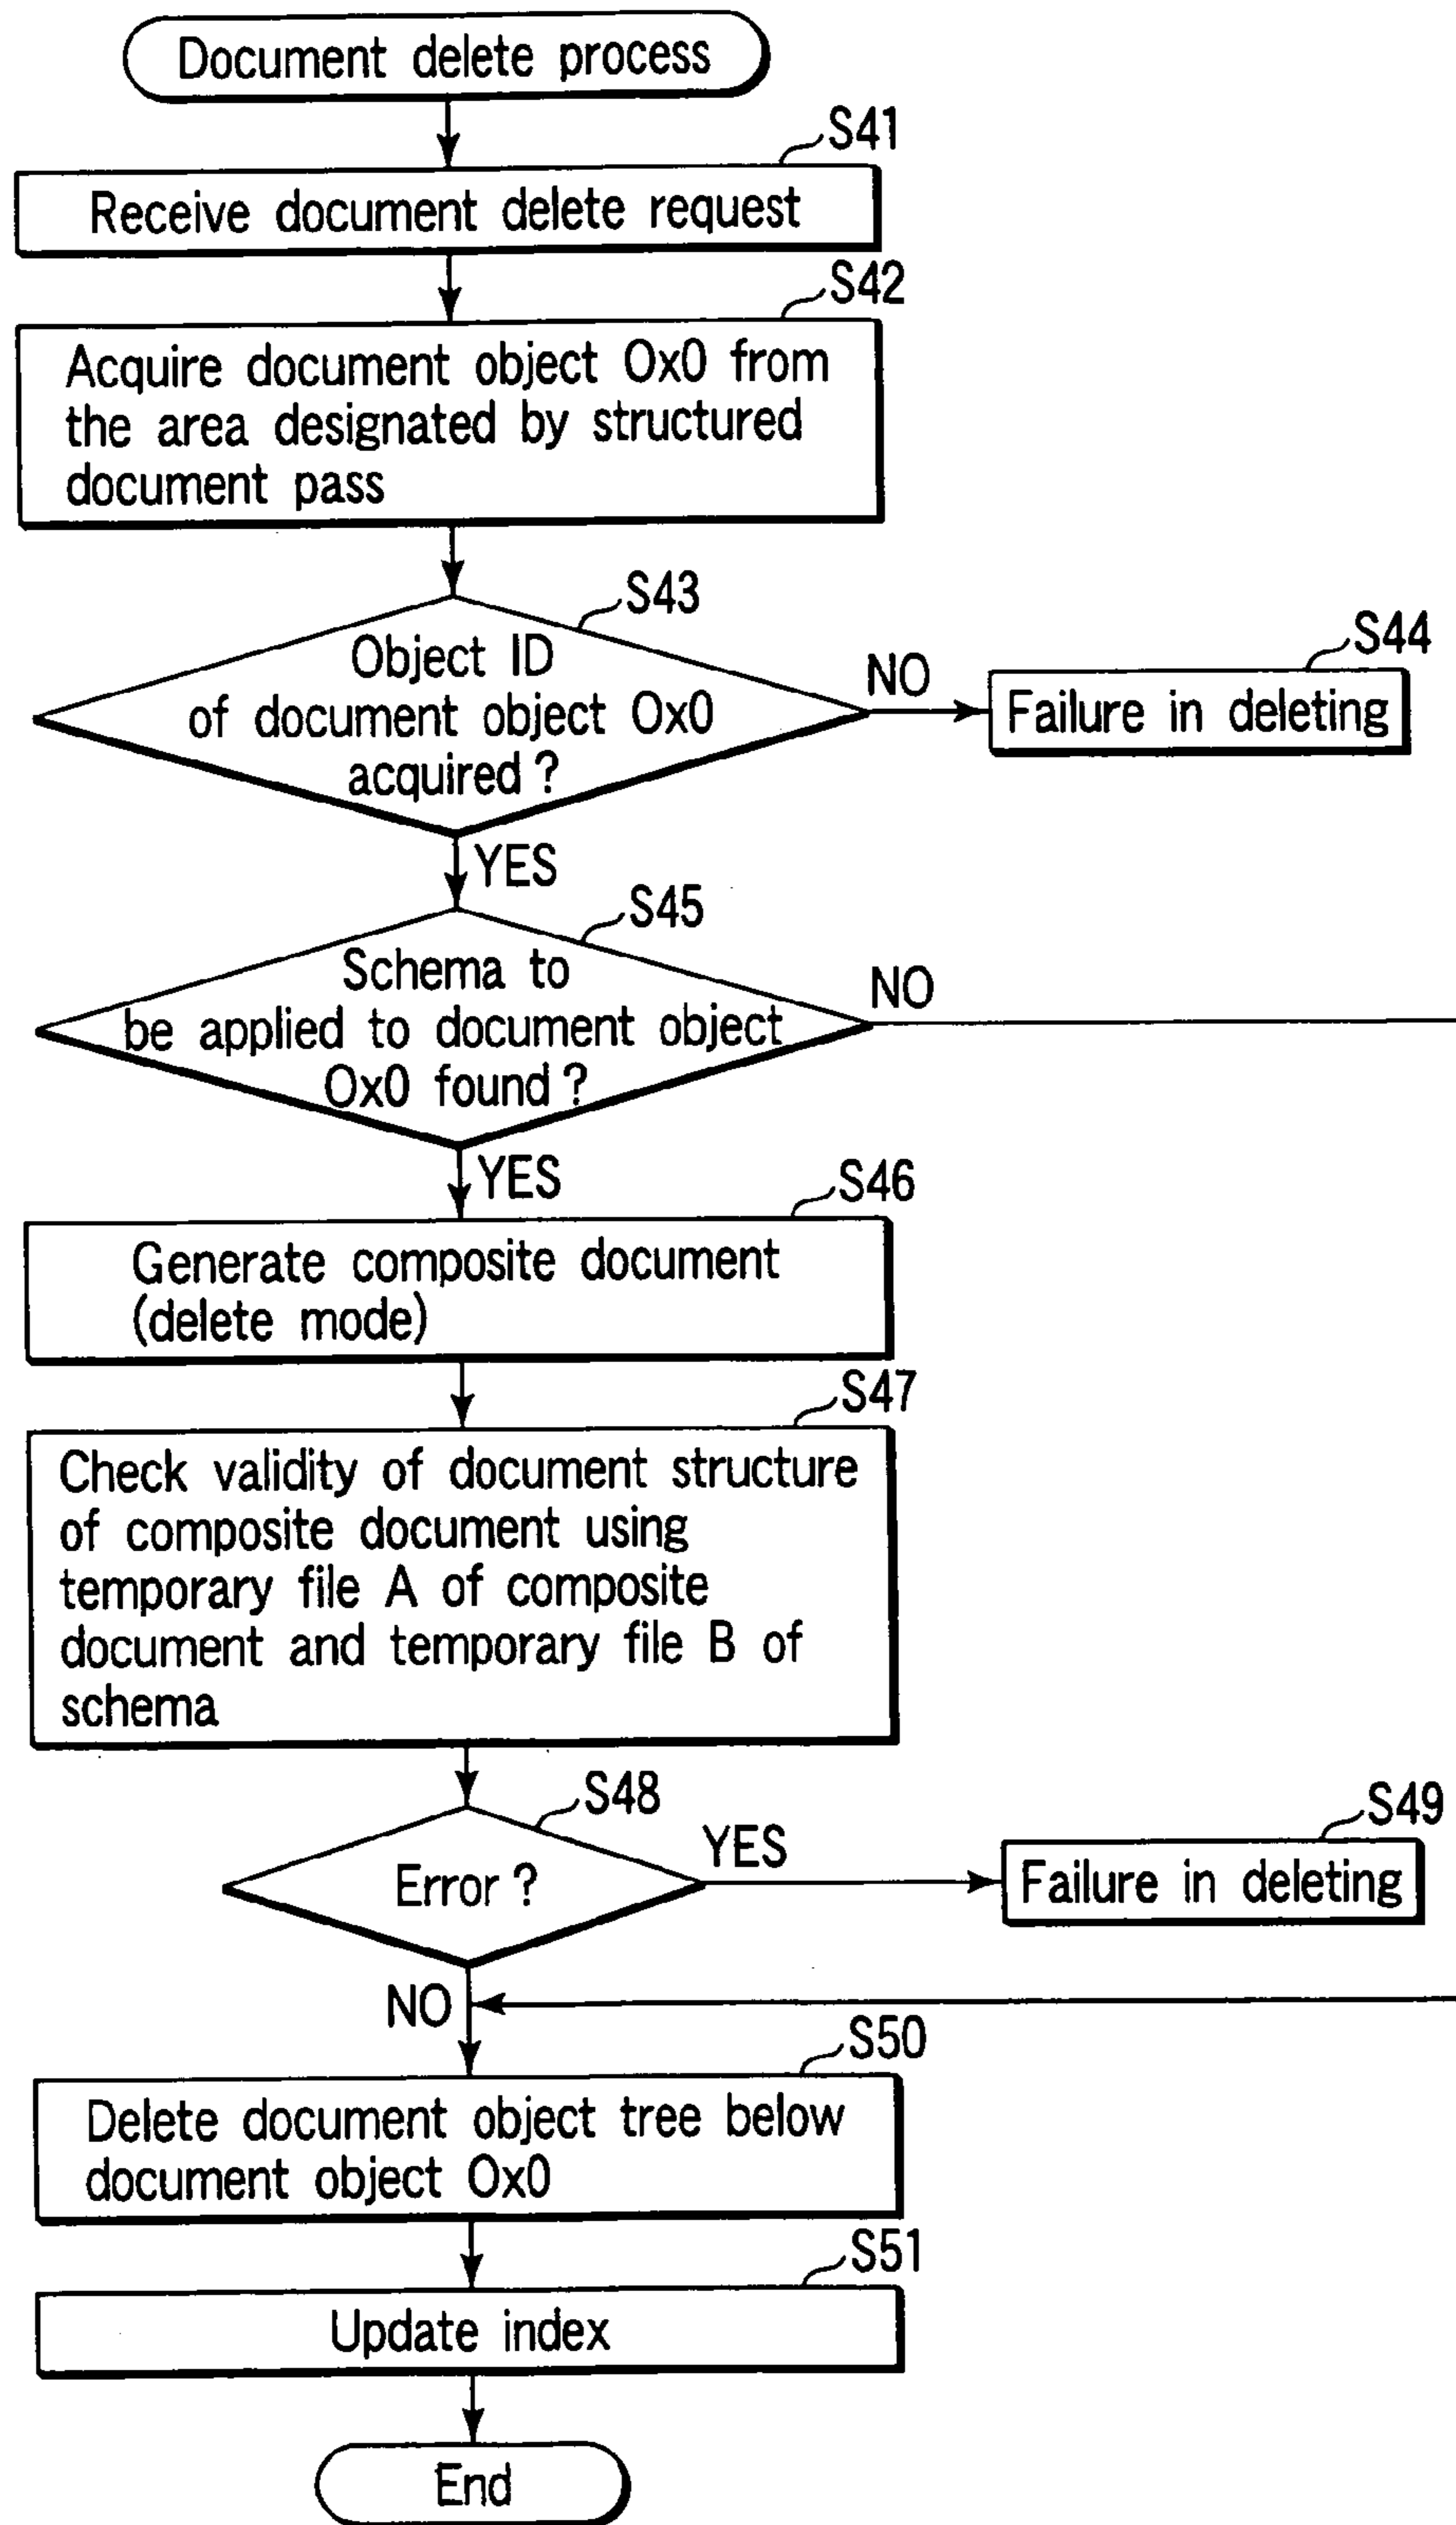 Document delete process
S41
Receive document delete request
S42
Acquire document object Ox0 from
the area designated by structured
document pass
S43
Object ID
of document object Ox0
acquired ?
NO
S44
Failure in deleting
YES
S45
Schema to
be applied to document object
Ox0 found ?
NO
YES
S46
Generate composite document
(delete mode)
S47
Check validity of document structure
of composite document using
temporary file A of composite
document and temporary file B of
schema
S48
Error ?
YES
S49
Failure in deleting
NO
S50
Delete document object tree below
document object Ox0
S51
Update index
End